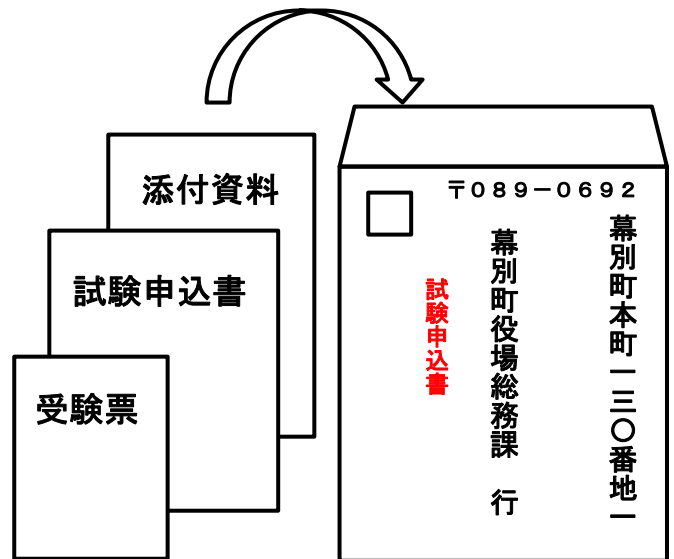 添付資料
試験申込書
受験票
〒０８９－０６９２
幕別町本町一三〇番地一
幕別町役場総務課　行
試験申込書